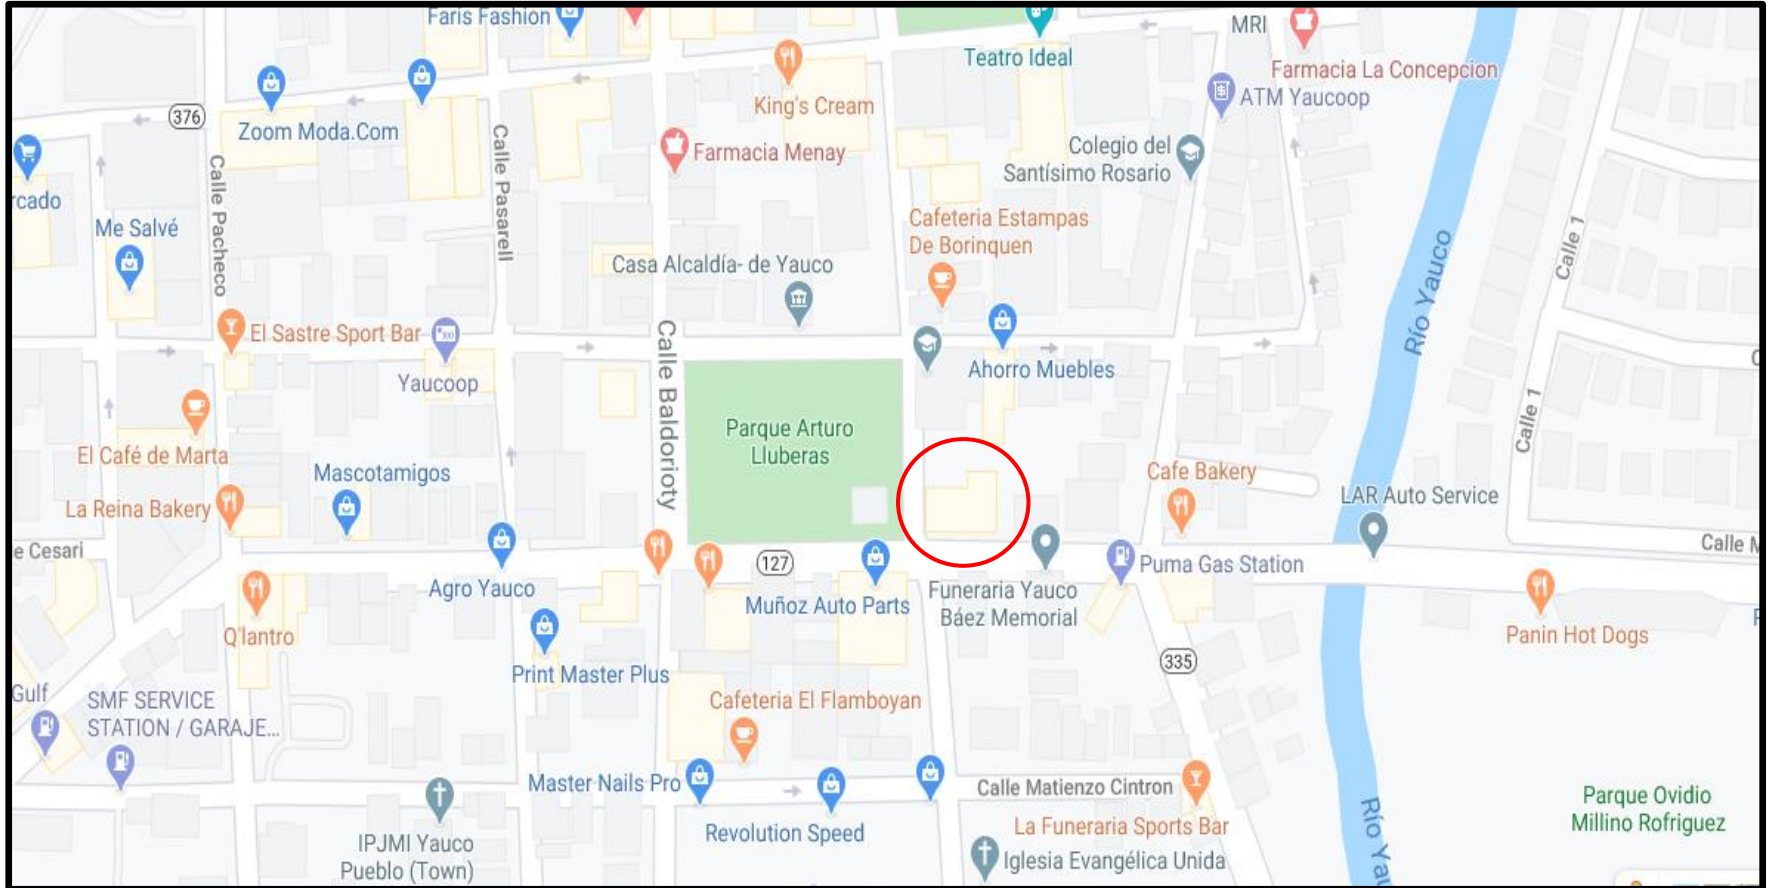 Faris Fashion
Teatro Ideal
MRI
Farmacia La Concepcion
ATM Yaucoop
King's Cream
376
Zoom Moda.Com
Calle Pasarell
Farmacia Menay
Colegio del
Santísimo Rosario
rcado
Calle Pacheco
Me Salvé
Cafeteria Estampas
De Borinquen
Calle 1
Río Yauco
Casa Alcaldía- de Yauco
El Sastre Sport Bar
Yaucoop
Calle Baldorioty
Ahorro Muebles
Calle 1
Parque Arturo
Lluberas
El Café de Marta
Mascotamigos
Cafe Bakery
La Reina Bakery
LAR Auto Service
e Cesari
Calle M
127
Puma Gas Station
Agro Yauco
Muñoz Auto Parts
Funeraria Yauco
Báez Memorial
Q'lantro
Panin Hot Dogs
335
Print Master Plus
Gulf
SMF SERVICE
STATION / GARAJE...
Cafeteria El Flamboyan
Master Nails Pro
Calle Matienzo Cintron
Parque Ovidio
Millino Rofriguez
Revolution Speed
La Funeraria Sports Bar
Río Yau
IPJMI Yauco
Pueblo (Town)
Iglesia Evangélica Unida